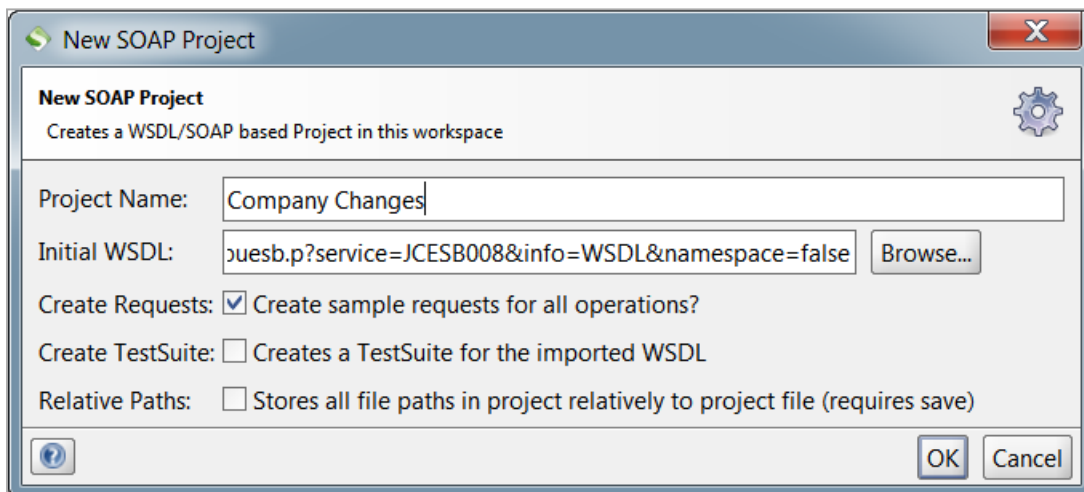 New SOAP Project
X
New SOAP Project
Creates a WSDL/SOAP based Project in this workspace
Project Name: Company Changes
Initial WSDL: ouesb.p?service=JCESB008&info=WSDL&namespace=false Browse...
Create Requests: Create sample requests for all operations?
Create TestSuite: Creates a TestSuite for the imported WSDL
Relative Paths: Stores all file paths in project relatively to project file (requires save)
? OK Cancel